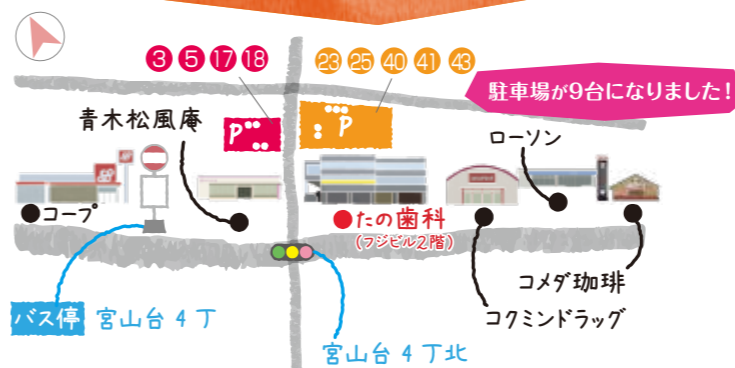 3 5 17 18
23 25 40 41 43
駐車場が9台になりました!
青木松風庵
P
P
ローソン
コープ
たの歯科
(フジビル2階)
コメダ珈琲
コクミンドラッグ
バス停 宮山台 4 丁
宮山台 4 丁北